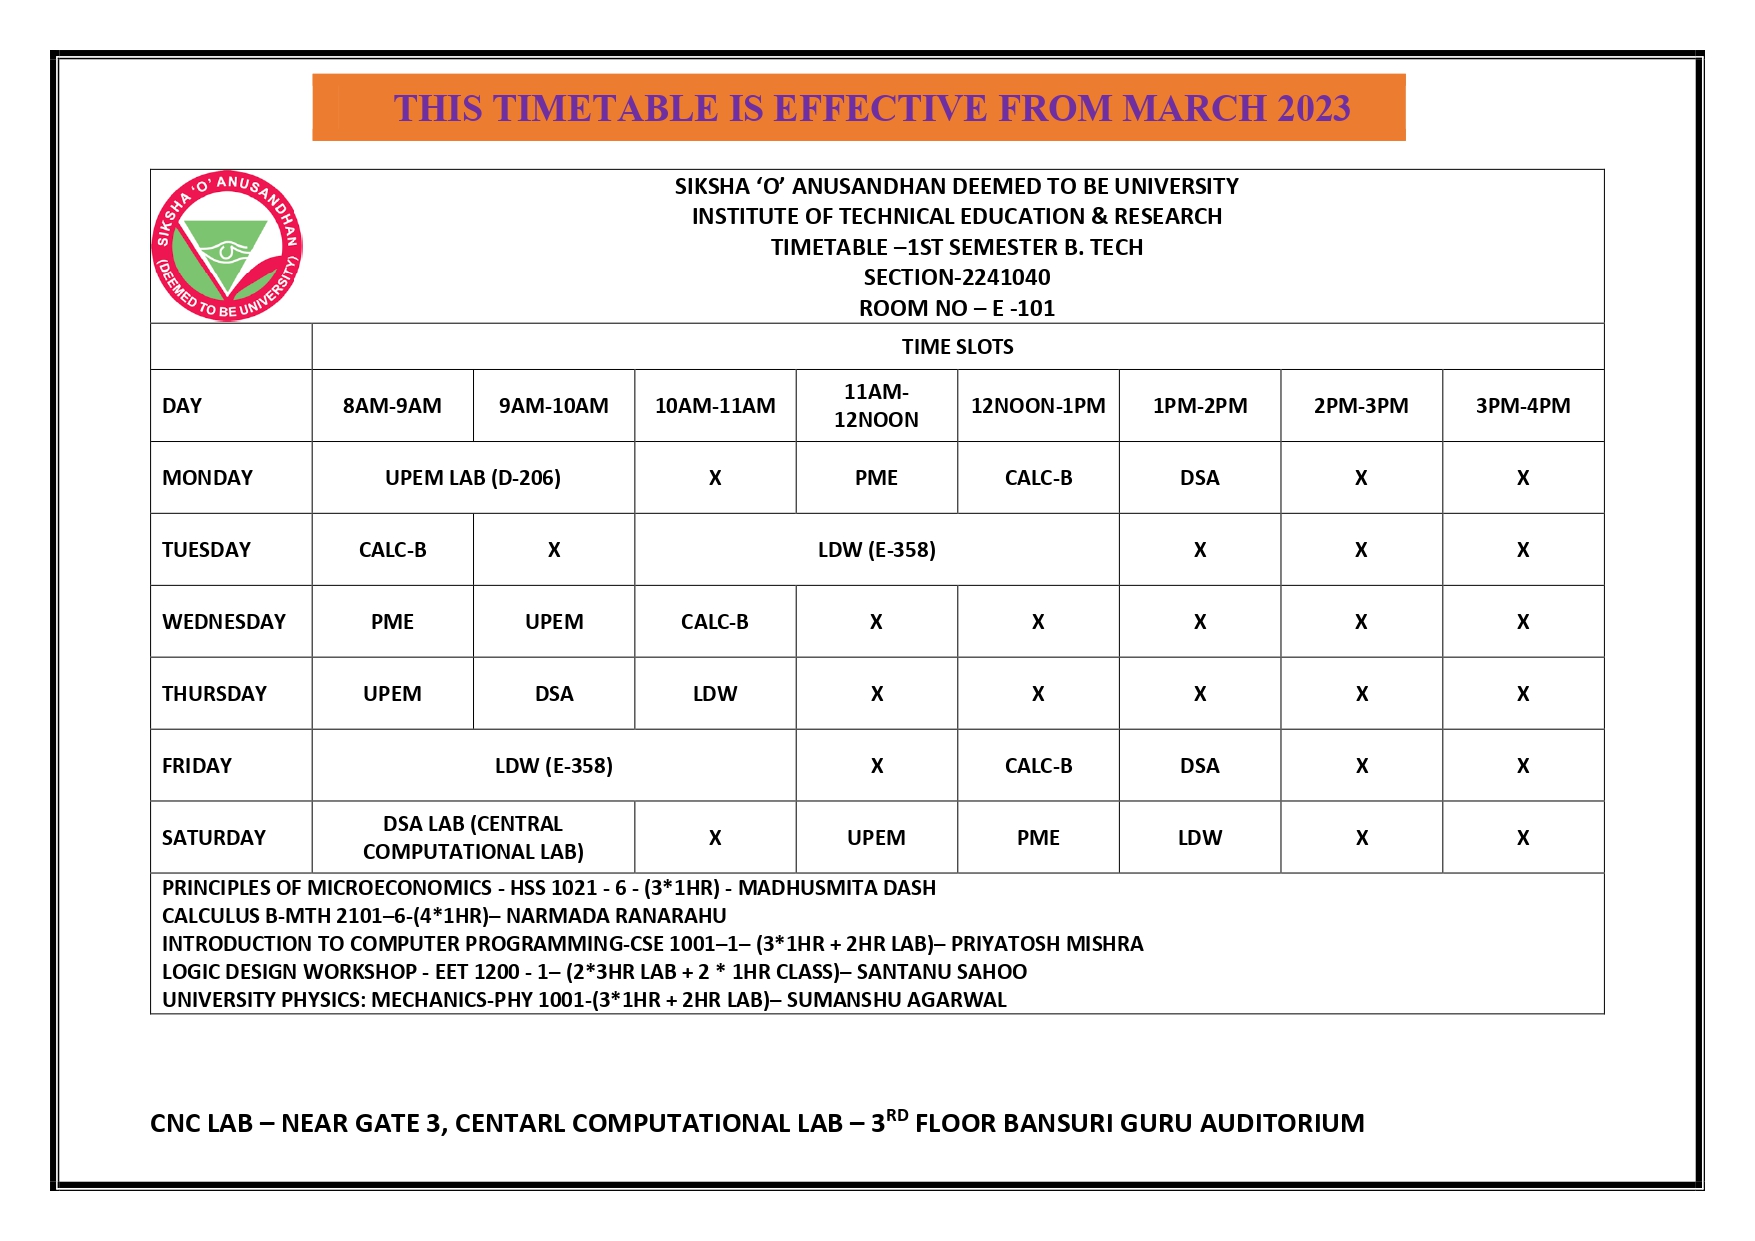 THIS TIMETABLE IS EFFECTIVE FROM MARCH 2023
SIKSHA 'O' ANUSANDHAN
(DEEMED TO BE UNIVERSITY)
SIKSHA ‘O’ ANUSANDHAN DEEMED TO BE UNIVERSITY
INSTITUTE OF TECHNICAL EDUCATION & RESEARCH
TIMETABLE –1ST SEMESTER B. TECH
SECTION-2241040
ROOM NO – E -101
TIME SLOTS
DAY 8AM-9AM 9AM-10AM 10AM-11AM 11AM-12NOON 12NOON-1PM 1PM-2PM 2PM-3PM 3PM-4PM
MONDAY UPEM LAB (D-206) X PME CALC-B DSA X X
TUESDAY CALC-B X LDW (E-358) X X X
WEDNESDAY PME UPEM CALC-B X X X X X
THURSDAY UPEM DSA LDW X X X X X
FRIDAY LDW (E-358) X CALC-B DSA X X
SATURDAY DSA LAB (CENTRAL COMPUTATIONAL LAB) X UPEM PME LDW X X
PRINCIPLES OF MICROECONOMICS - HSS 1021 - 6 - (3*1HR) - MADHUSMITA DASH
CALCULUS B-MTH 2101–6-(4*1HR)– NARMADA RANARAHU
INTRODUCTION TO COMPUTER PROGRAMMING-CSE 1001–1– (3*1HR + 2HR LAB)– PRIYATOSH MISHRA
LOGIC DESIGN WORKSHOP - EET 1200 - 1– (2*3HR LAB + 2 * 1HR CLASS)– SANTANU SAHOO
UNIVERSITY PHYSICS: MECHANICS-PHY 1001-(3*1HR + 2HR LAB)– SUMANSHU AGARWAL
CNC LAB – NEAR GATE 3, CENTARL COMPUTATIONAL LAB – 3RD FLOOR BANSURI GURU AUDITORIUM